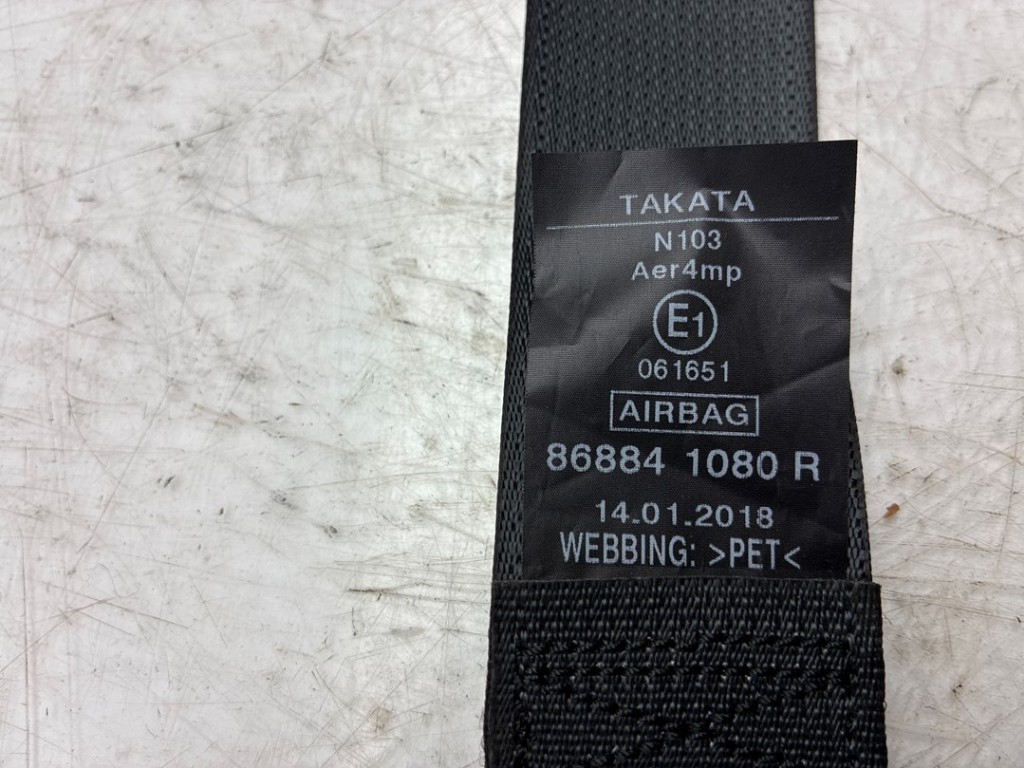 TAKATA
N103
Aer4mp
E1
061651
AIRBAG
86884 1080 R
14.01.2018
WEBBING: >PET<